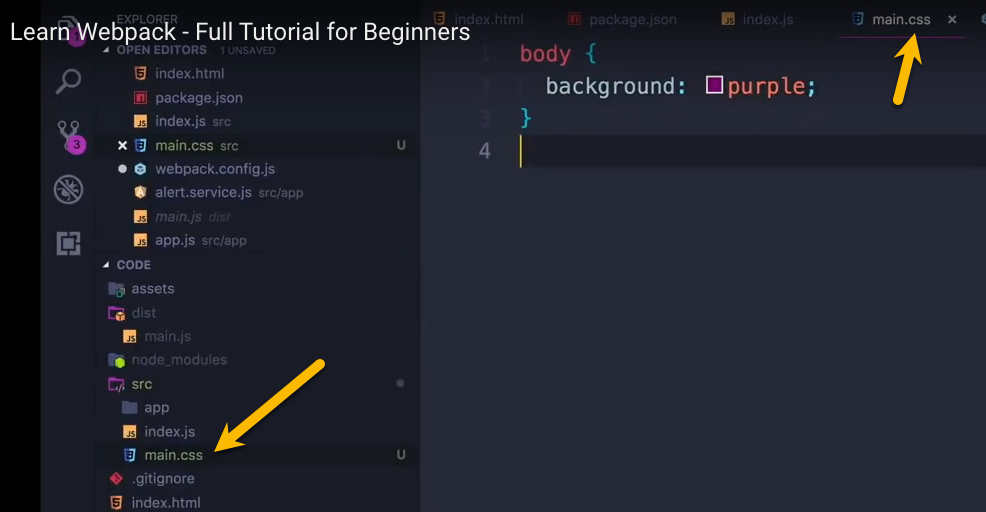 EXPLORER
Learn Webpack - Full Tutorial for Beginners
OPEN EDITORS 1 UNSAVED
index.html
package.json
index.js src
main.css src U
webpack.config.js
alert.service.js src/app
main.js dist
app.js src/app
3
CODE
assets
dist
main.js
node_modules
src
app
index.js
main.css U
.gitignore
index.html
index.html package.json index.js main.css ×
1 body {
2 background: purple;
3 }
4